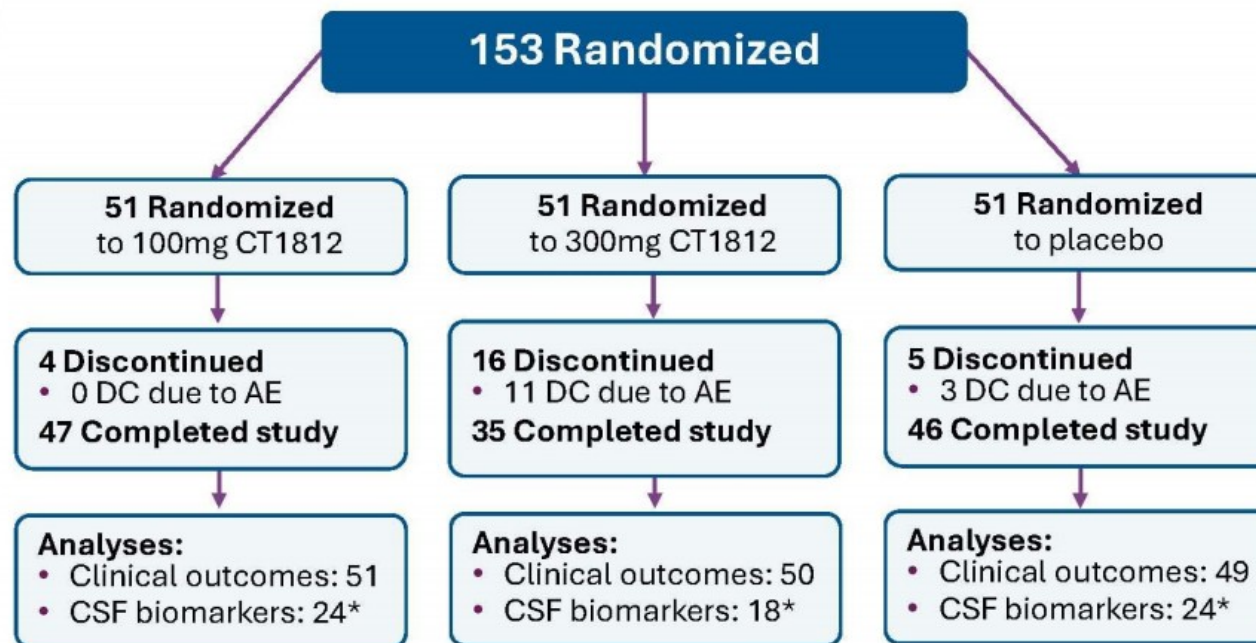 153 Randomized
51 Randomized
to 100mg CT1812
51 Randomized
to 300mg CT1812
51 Randomized
to placebo
4 Discontinued
• 0 DC due to AE
47 Completed study
16 Discontinued
• 11 DC due to AE
35 Completed study
5 Discontinued
• 3 DC due to AE
46 Completed study
Analyses:
• Clinical outcomes: 51
• CSF biomarkers: 24*
Analyses:
• Clinical outcomes: 50
• CSF biomarkers: 18*
Analyses:
• Clinical outcomes: 49
• CSF biomarkers: 24*